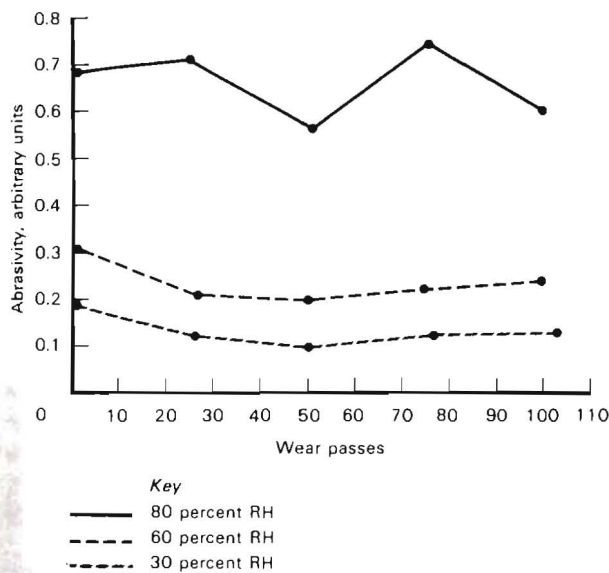 0.8
0.7
0.6
0.5
0.4
0.3
0.2
0.1
Abrasivity, arbitrary units
0 10 20 30 40 50 60 70 80 90 100 110
Wear passes
Key
80 percent RH
60 percent RH
30 percent RH